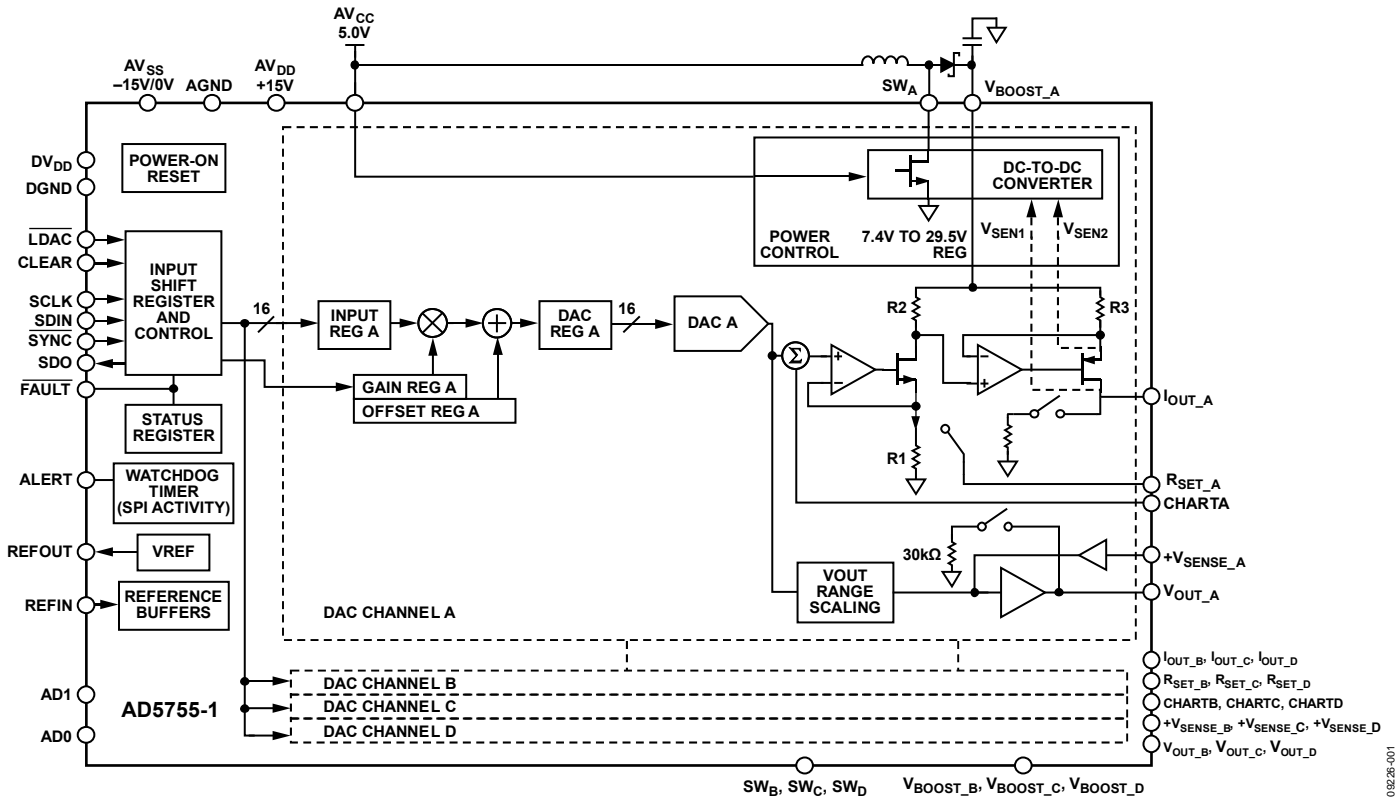 AVCC
5.0V
AVSS
–15V/0V
AGND
AVDD
+15V
SWA
VBOOST_A
DVDD
DGND
POWER-ON
RESET
DC-TO-DC
CONVERTER
POWER
CONTROL
7.4V TO 29.5V
REG
VSEN1
VSEN2
LDAC
CLEAR
SCLK
SDIN
SYNC
SDO
FAULT
INPUT
SHIFT
REGISTER
AND
CONTROL
16
INPUT
REG A
DAC
REG A
16
DAC A
GAIN REG A
OFFSET REG A
STATUS
REGISTER
Σ
R2
R3
R1
IOUT_A
RSET_A
CHARTA
ALERT
WATCHDOG
TIMER
(SPI ACTIVITY)
REFOUT
VREF
REFIN
REFERENCE
BUFFERS
30kΩ
VOUT
RANGE
SCALING
+VSENSE_A
VOUT_A
DAC CHANNEL A
DAC CHANNEL B
DAC CHANNEL C
DAC CHANNEL D
AD1
AD0
AD5755-1
IOUT_B, IOUT_C, IOUT_D
RSET_B, RSET_C, RSET_D
CHARTB, CHARTC, CHARTD
+VSENSE_B, +VSENSE_C, +VSENSE_D
VOUT_B, VOUT_C, VOUT_D
SWB, SWC, SWD
VBOOST_B, VBOOST_C, VBOOST_D
09226-001